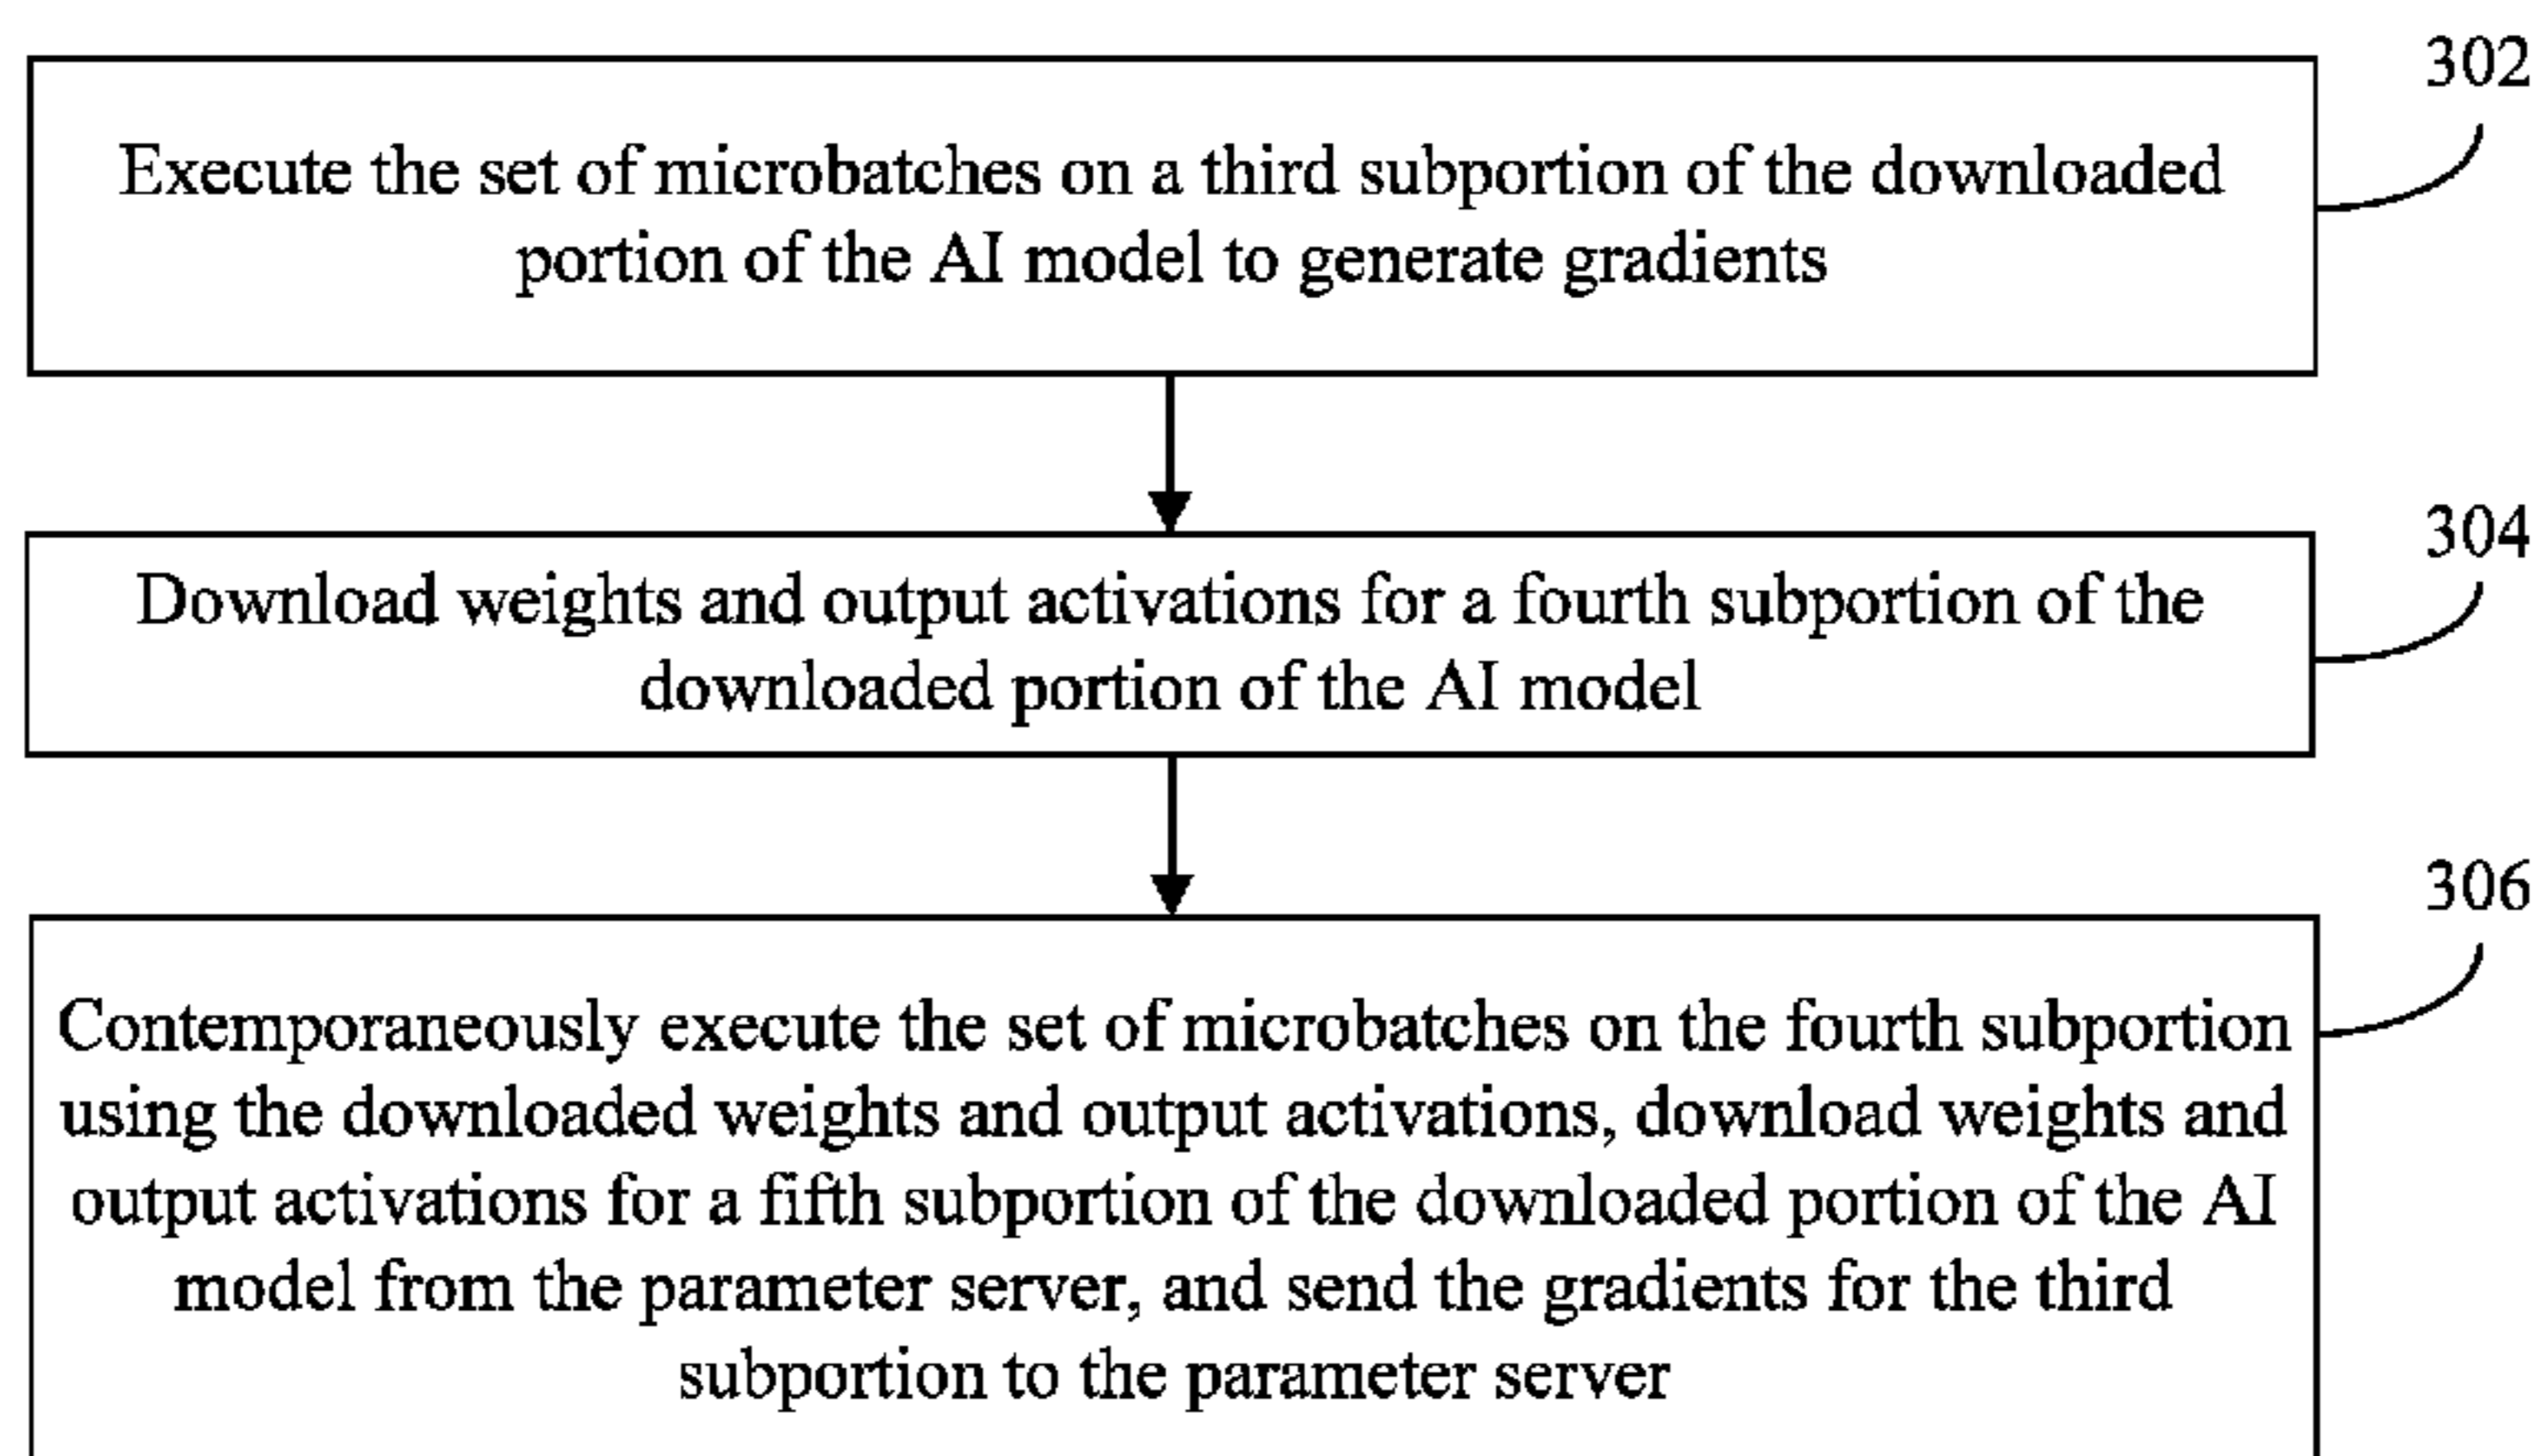 302
Execute the set of microbatches on a third subportion of the downloaded
portion of the AI model to generate gradients
304
Download weights and output activations for a fourth subportion of the
downloaded portion of the AI model
306
Contemporaneously execute the set of microbatches on the fourth subportion
using the downloaded weights and output activations, download weights and
output activations for a fifth subportion of the downloaded portion of the AI
model from the parameter server, and send the gradients for the third
subportion to the parameter server